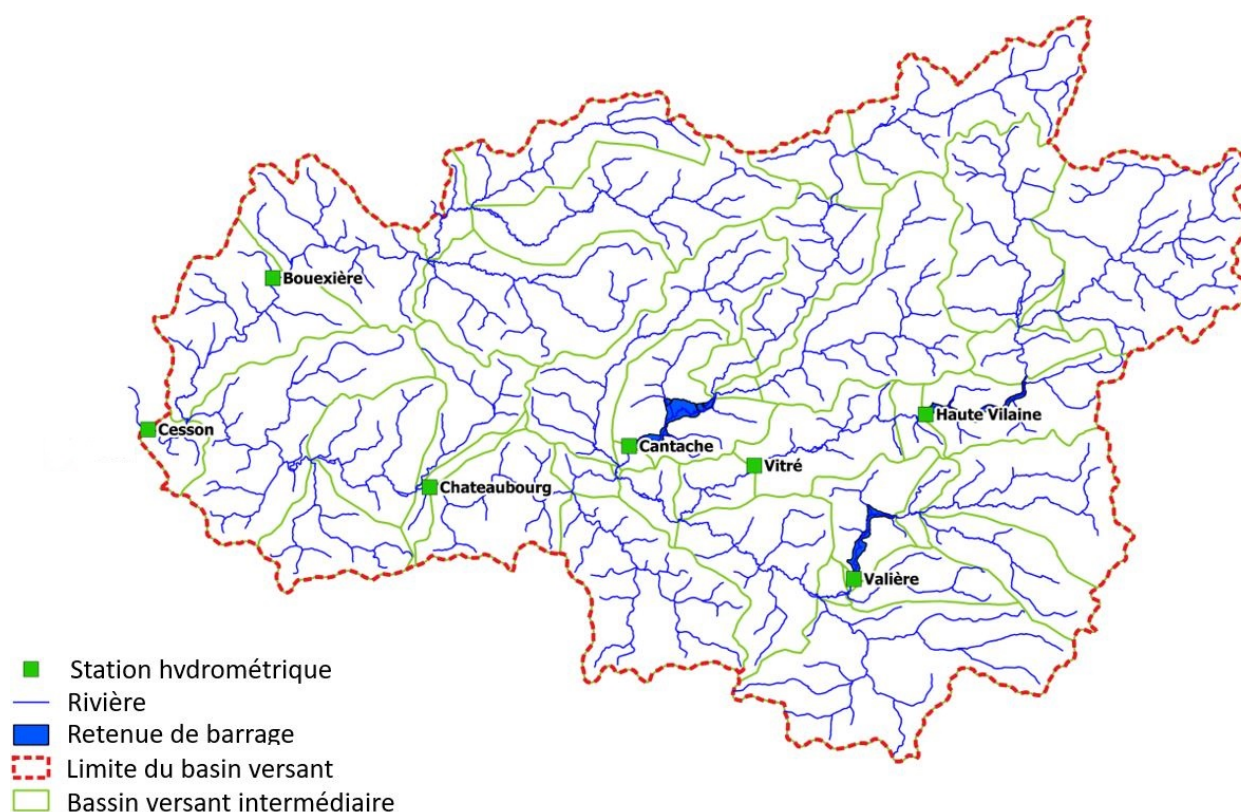 Bouexière
Haute Vilaine
Cesson
Cantache
Vitré
Chateaubourg
Valière
Station hvdrométrique
Rivière
Retenue de barrage
Limite du basin versant
Bassin versant intermédiaire